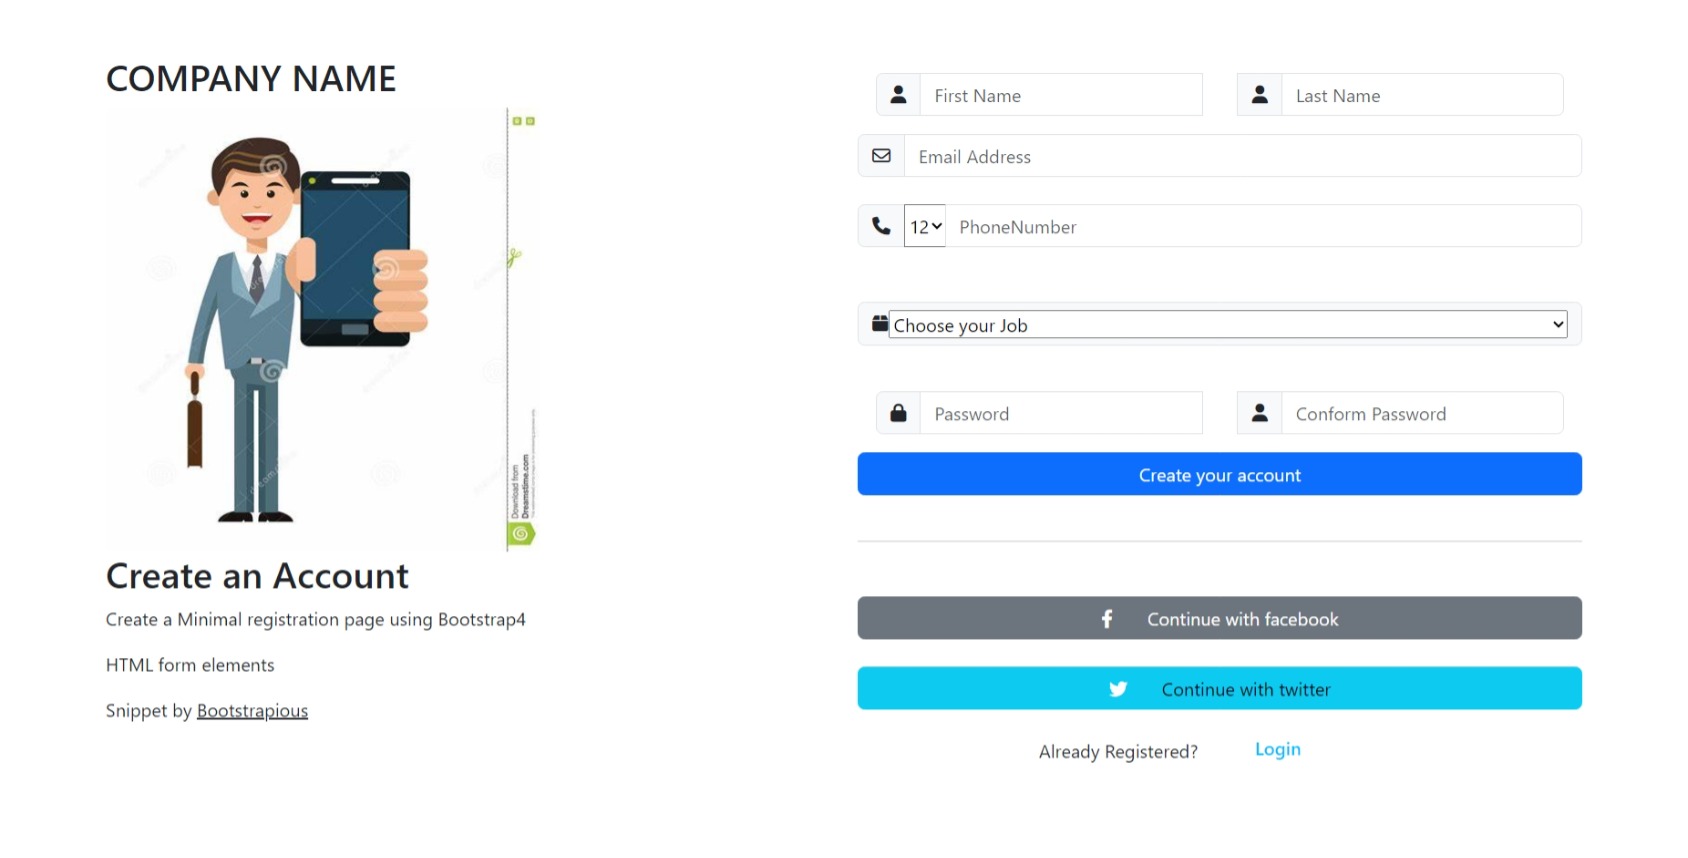 COMPANY NAME
Download from
Dreamstime.com
Create an Account
Create a Minimal registration page using Bootstrap4
HTML form elements
Snippet by Bootstrapious
First Name
Last Name
Email Address
12
PhoneNumber
Choose your Job
Password
Conform Password
Create your account
Continue with facebook
Continue with twitter
Already Registered?
Login